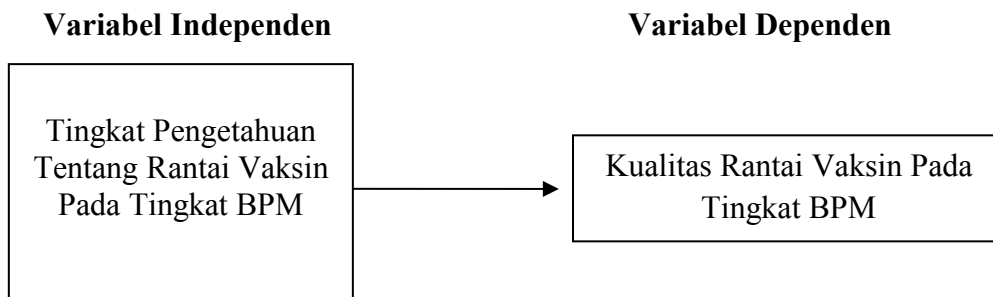 Variabel Independen
Variabel Dependen
Tingkat Pengetahuan
Tentang Rantai Vaksin
Pada Tingkat BPM
Kualitas Rantai Vaksin Pada
Tingkat BPM